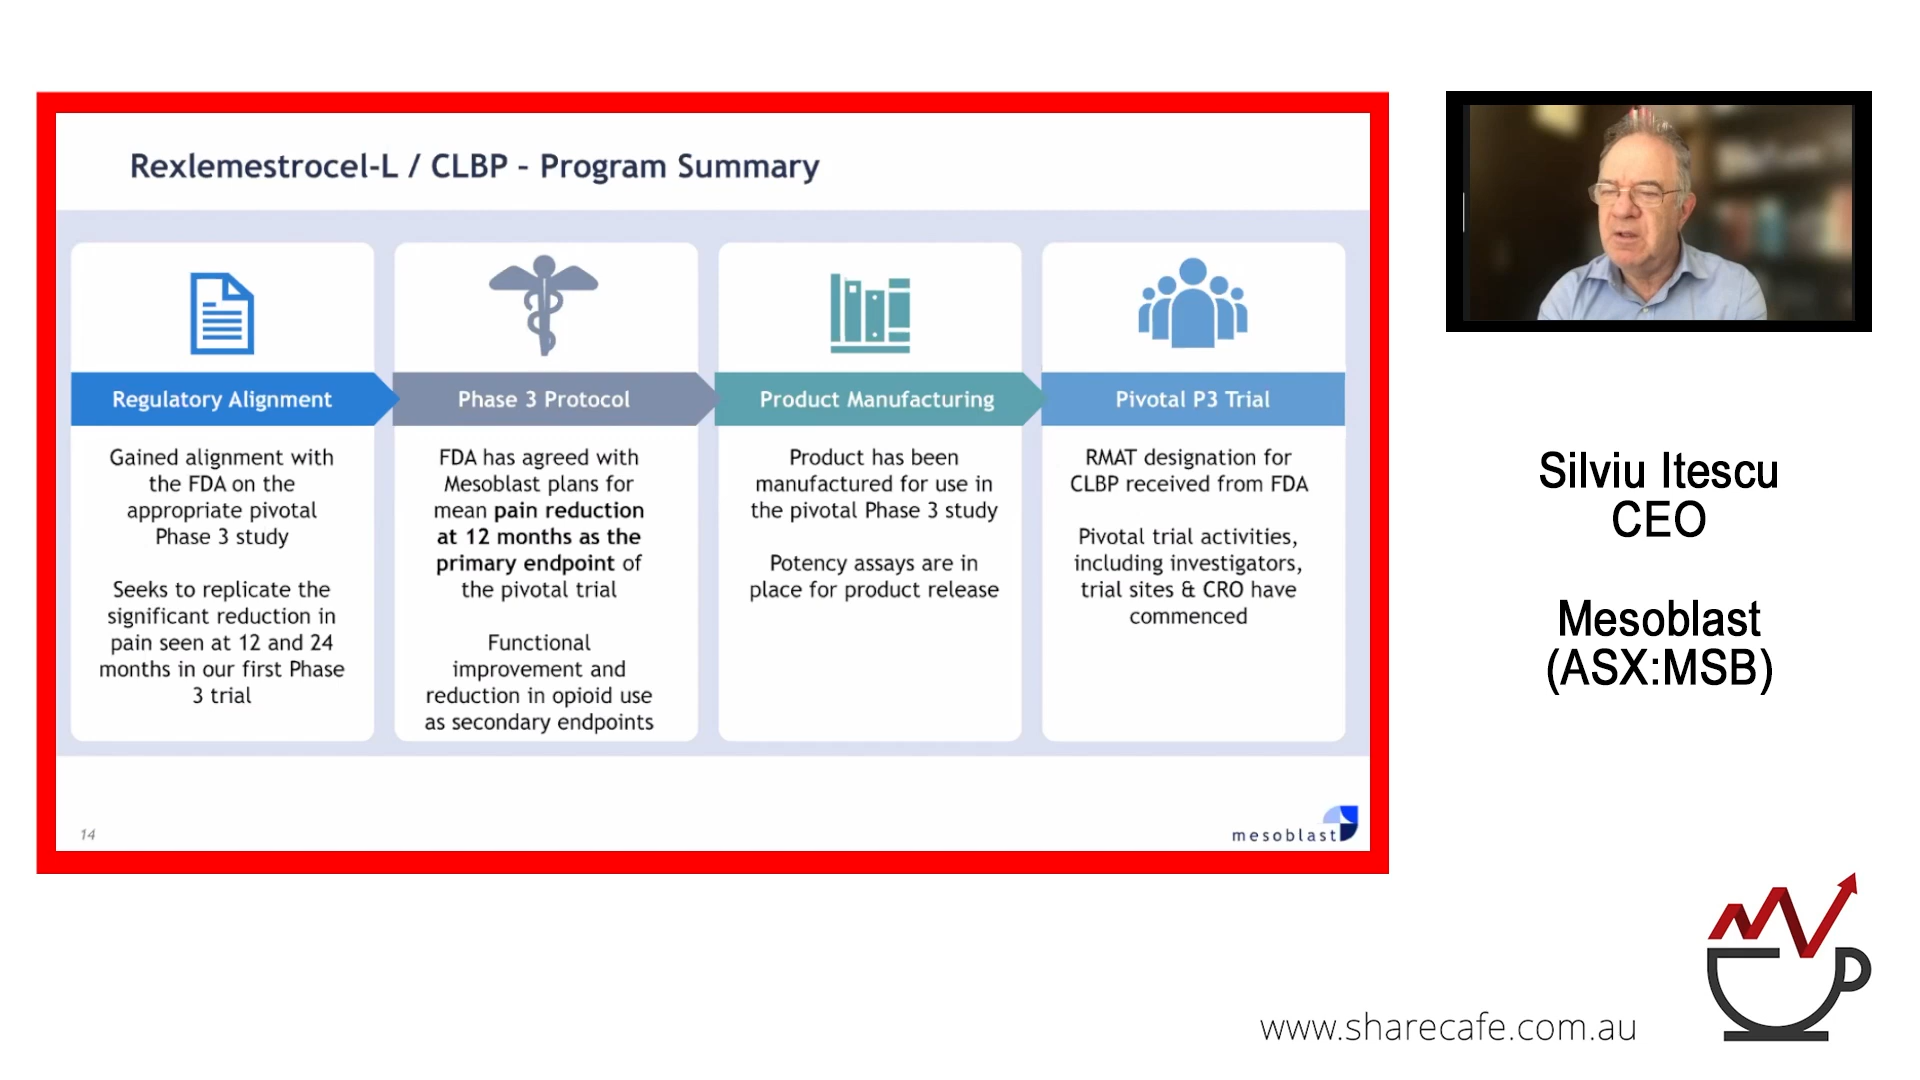 Rexlemestrocel-L / CLBP – Program Summary
Regulatory Alignment
Gained alignment with
the FDA on the
appropriate pivotal
Phase 3 study
Seeks to replicate the
significant reduction in
pain seen at 12 and 24
months in our first Phase
3 trial
Phase 3 Protocol
FDA has agreed with
Mesoblast plans for
mean pain reduction
at 12 months as the
primary endpoint of
the pivotal trial
Functional
improvement and
reduction in opioid use
as secondary endpoints
Product Manufacturing
Product has been
manufactured for use in
the pivotal Phase 3 study
Potency assays are in
place for product release
Pivotal P3 Trial
RMAT designation for
CLBP received from FDA
Pivotal trial activities,
including investigators,
trial sites & CRO have
commenced
14
mesoblast
Silviu Itescu
CEO
Mesoblast
(ASX:MSB)
www.sharecafe.com.au